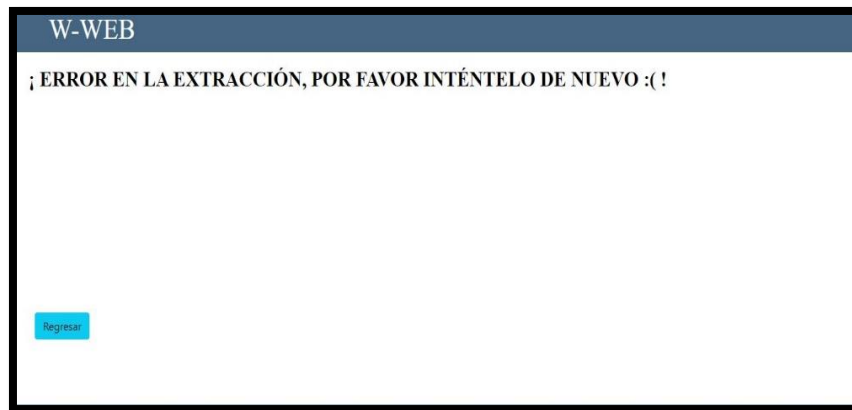 W-WEB
¡ ERROR EN LA EXTRACCIÓN, POR FAVOR INTÉNTELO DE NUEVO :( !
Regresar